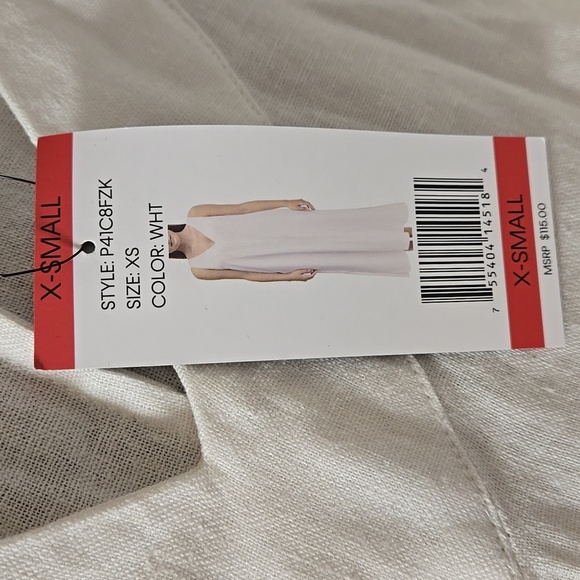 X-SMALL
STYLE: P41C8FZK
SIZE: XS
COLOR: WHT
7 55404 14518 4
X-SMALL
MSRP $115.00